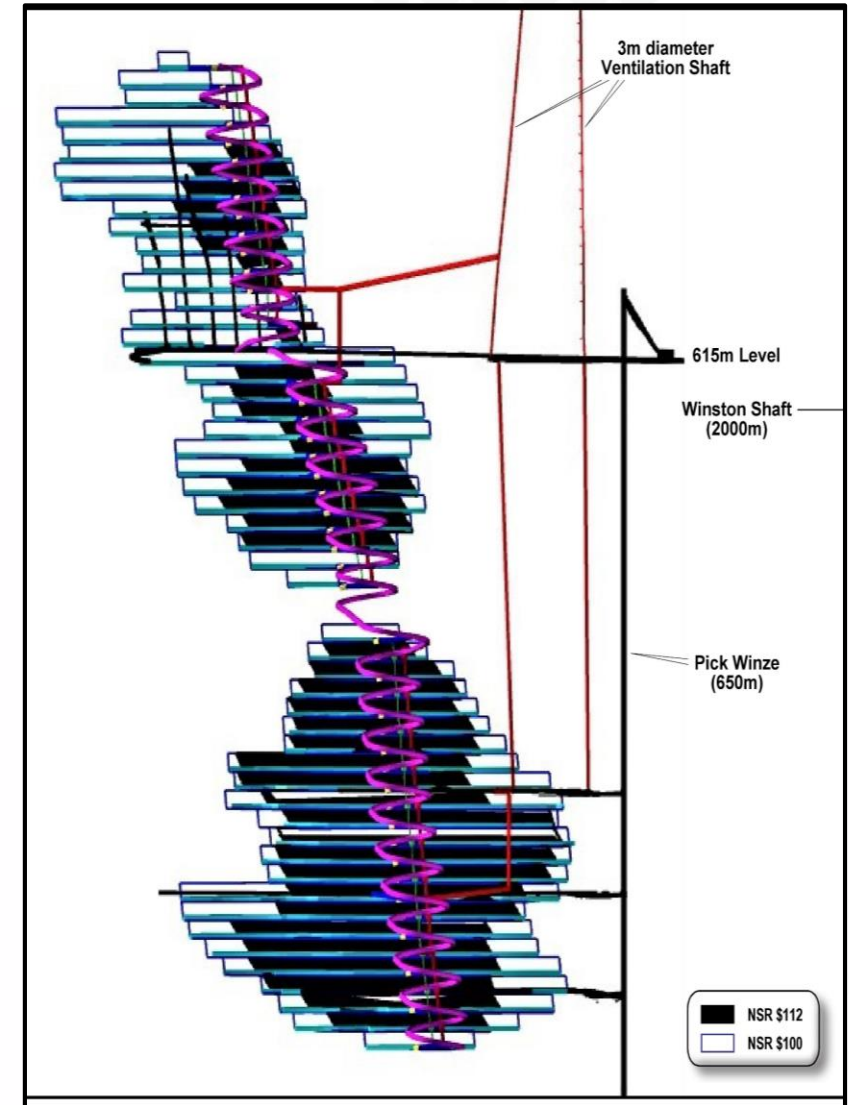 3m diameter
Ventilation Shaft
615m Level
Winston Shaft
(2000m)
Pick Winze
(650m)
NSR $112
NSR $100